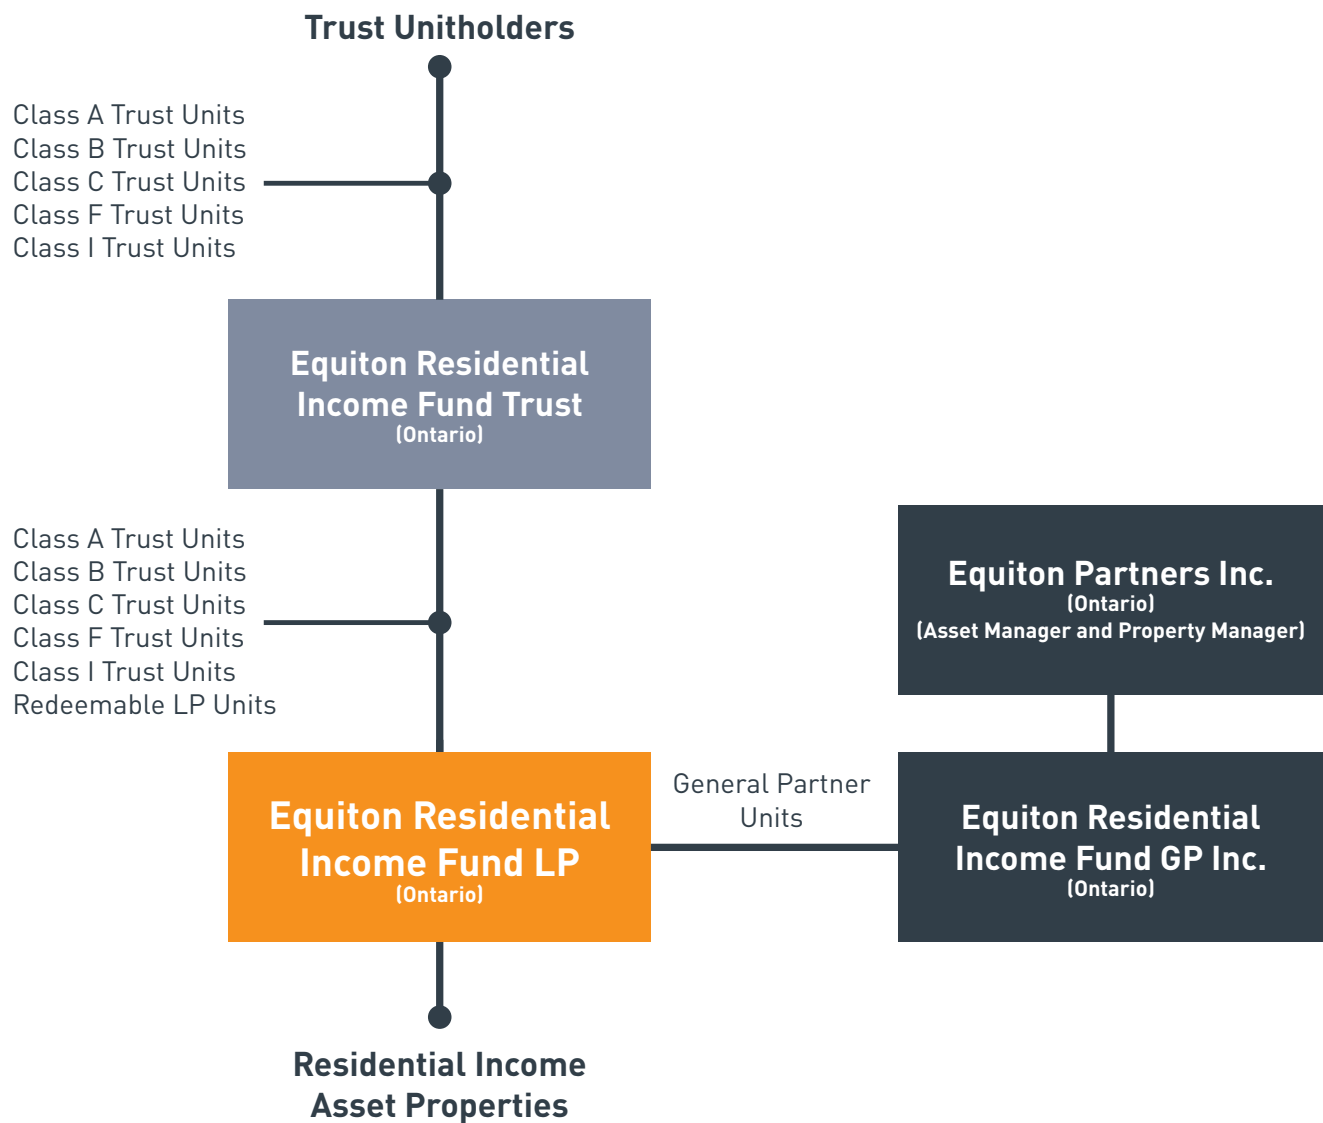 Trust Unitholders
Class A Trust Units
Class B Trust Units
Class C Trust Units
Class F Trust Units
Class I Trust Units
Equiton Residential
Income Fund Trust
(Ontario)
Class A Trust Units
Class B Trust Units
Class C Trust Units
Class F Trust Units
Class I Trust Units
Redeemable LP Units
Equiton Partners Inc.
(Ontario)
(Asset Manager and Property Manager)
Equiton Residential
Income Fund LP
(Ontario)
General Partner
Units
Equiton Residential
Income Fund GP Inc.
(Ontario)
Residential Income
Asset Properties